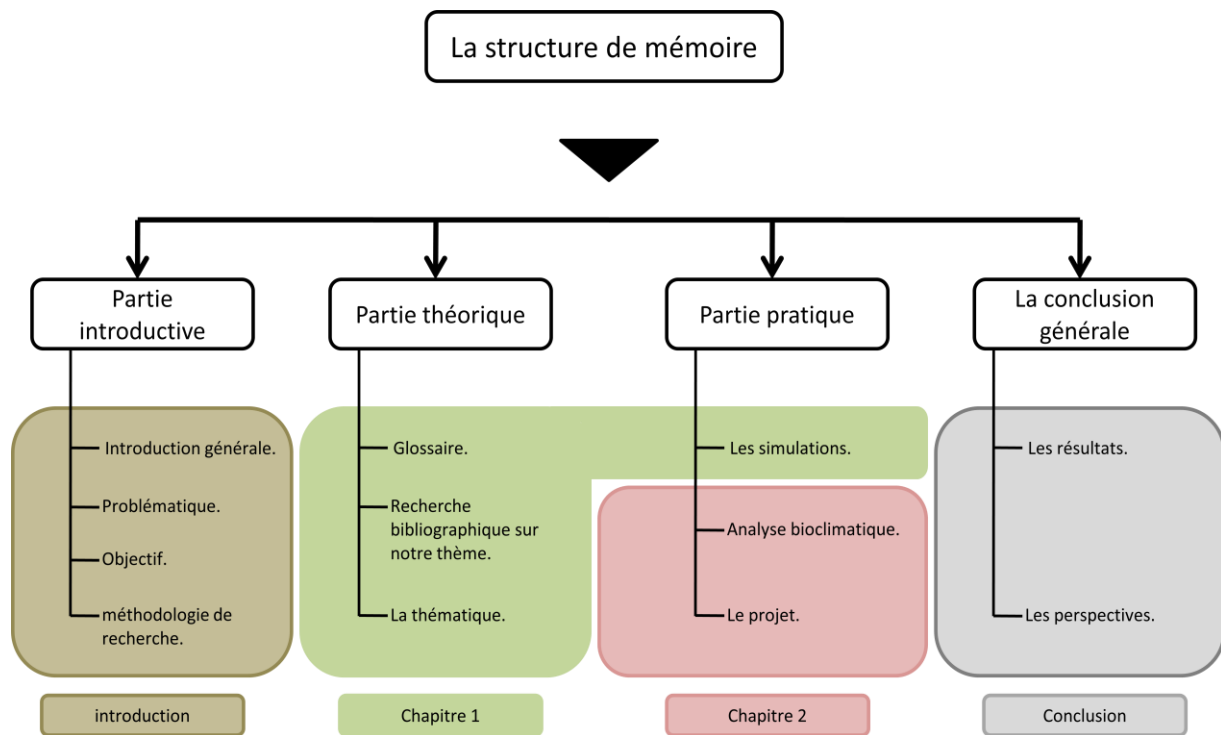 La structure de mémoire
Partie
introductive
Partie théorique
Partie pratique
La conclusion
générale
Introduction générale.
Problématique.
Objectif.
méthodologie de
recherche.
Glossaire.
Recherche
bibliographique sur
notre thème.
La thématique.
Les simulations.
Analyse bioclimatique.
Le projet.
Les résultats.
Les perspectives.
introduction
Chapitre 1
Chapitre 2
Conclusion